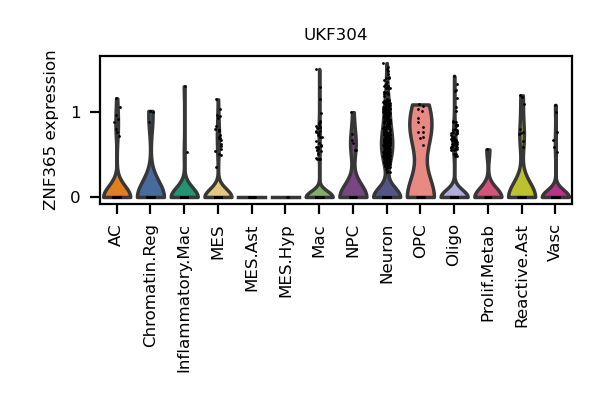 UKF304
ZNF365 expression
1
0
AC
Chromatin.Reg
Inflammatory.Mac
MES
MES.Ast
MES.Hyp
Mac
NPC
Neuron
OPC
Oligo
Prolif.Metab
Reactive.Ast
Vasc